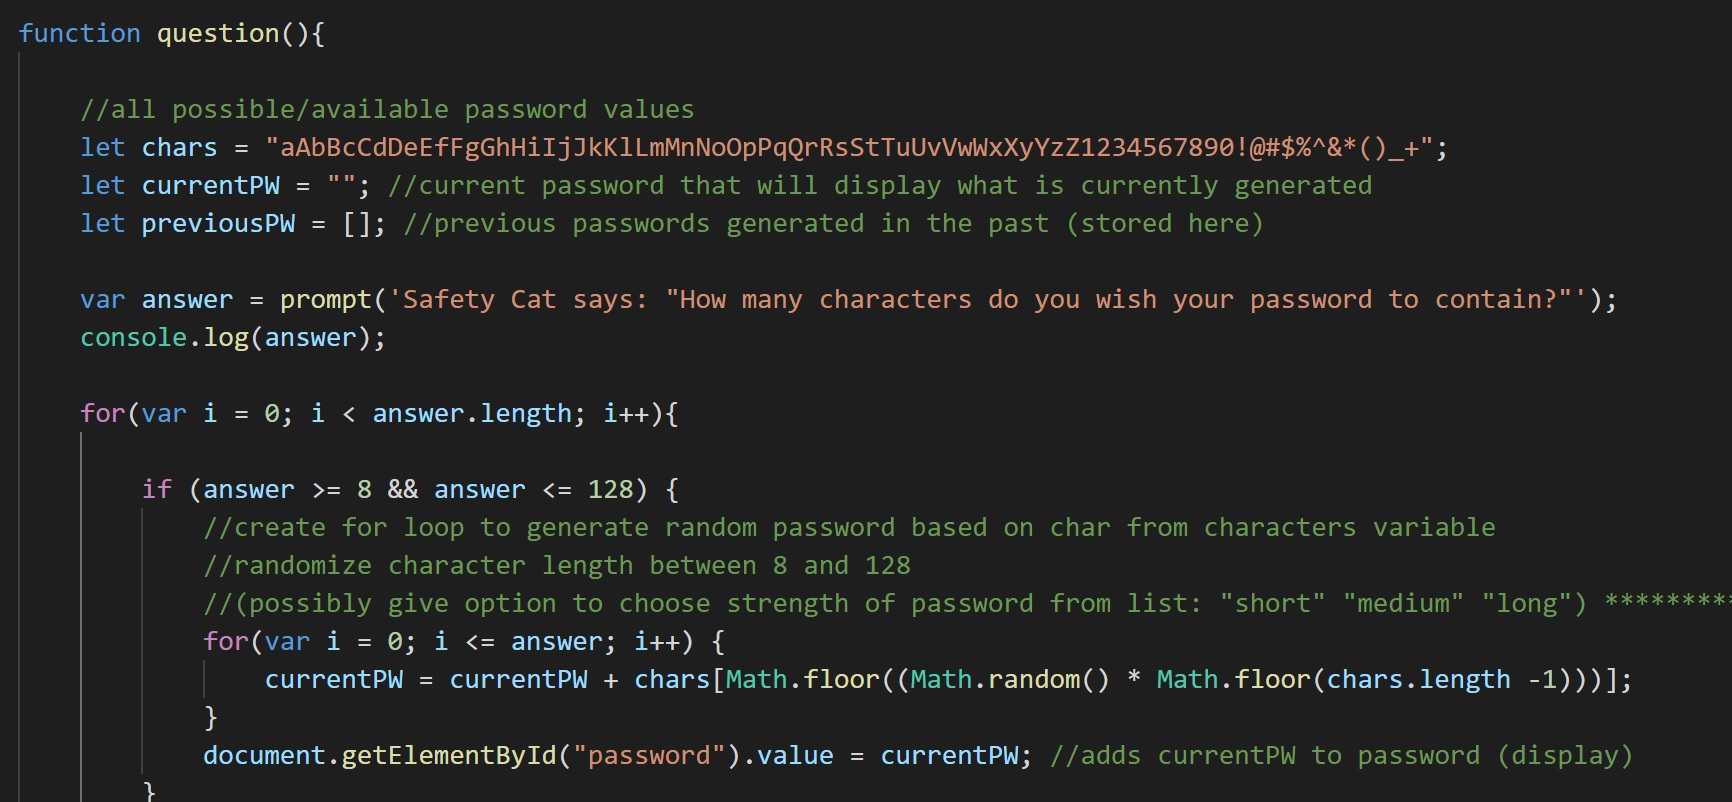 function question(){
//all possible/available password values
let chars = "aAbBcCdDeEfFgGhHiIjJkKlLmMnNoOpPqQrRsStTuUvVwWxXyYzZ1234567890!@#$%^&*()_+";
let currentPW = ""; //current password that will display what is currently generated
let previousPW = []; //previous passwords generated in the past (stored here)
var answer = prompt('Safety Cat says: "How many characters do you wish your password to contain?"');
console.log(answer);
for(var i = 0; i < answer.length; i++){
if (answer >= 8 && answer <= 128) {
//create for loop to generate random password based on char from characters variable
//randomize character length between 8 and 128
//(possibly give option to choose strength of password from list: "short" "medium" "long") *********
for(var i = 0; i <= answer; i++) {
currentPW = currentPW + chars[Math.floor((Math.random() * Math.floor(chars.length -1)))];
}
document.getElementById("password").value = currentPW; //adds currentPW to password (display)
}